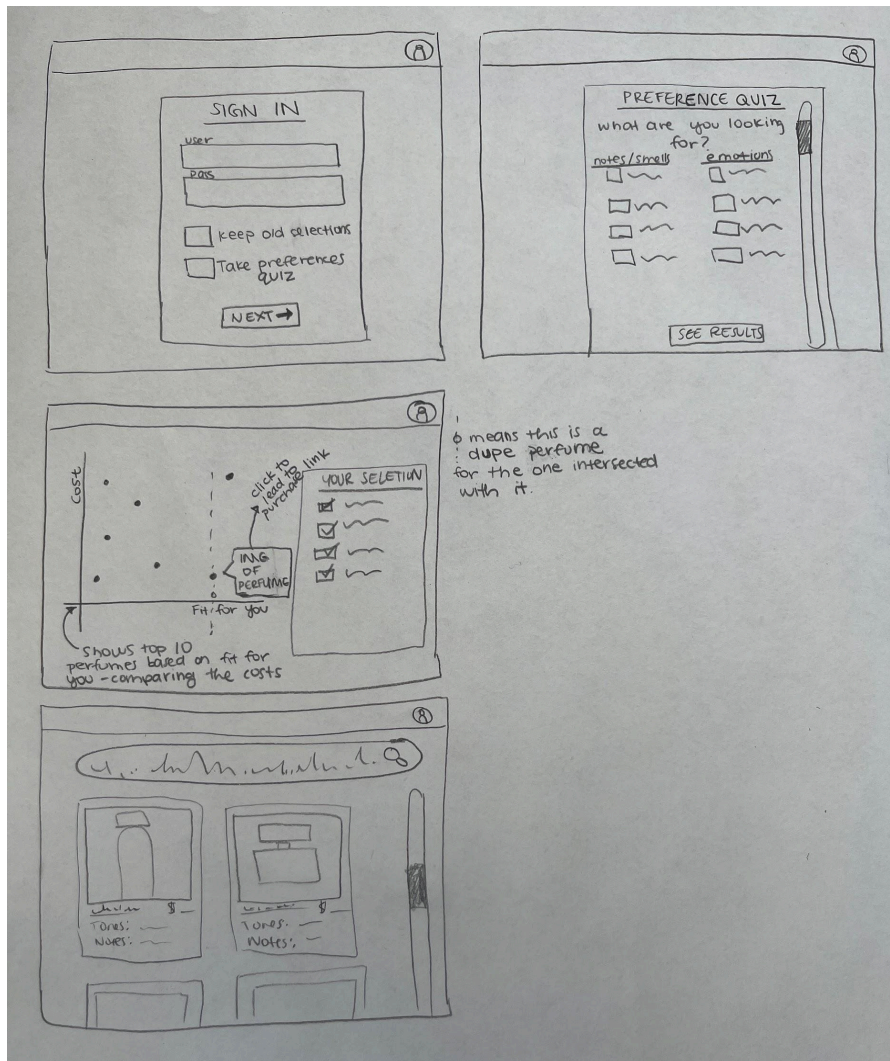 SIGN IN
user
pass
keep old selections
Take preferences
quiz
NEXT →
PREFERENCE QUIZ
what are you looking
for?
notes/smells
emotions
SEE RESULTS
Cost
click to
lead to
purchase link
IMG
OF
PERFUME
Fit for you
YOUR SELETION
shows top 10
perfumes based on fit for
you - comparing the costs
means this is a
dupe perfume
for the one intersected
with it.
$
Tones:
Notes:
$
Tones.
Notes: